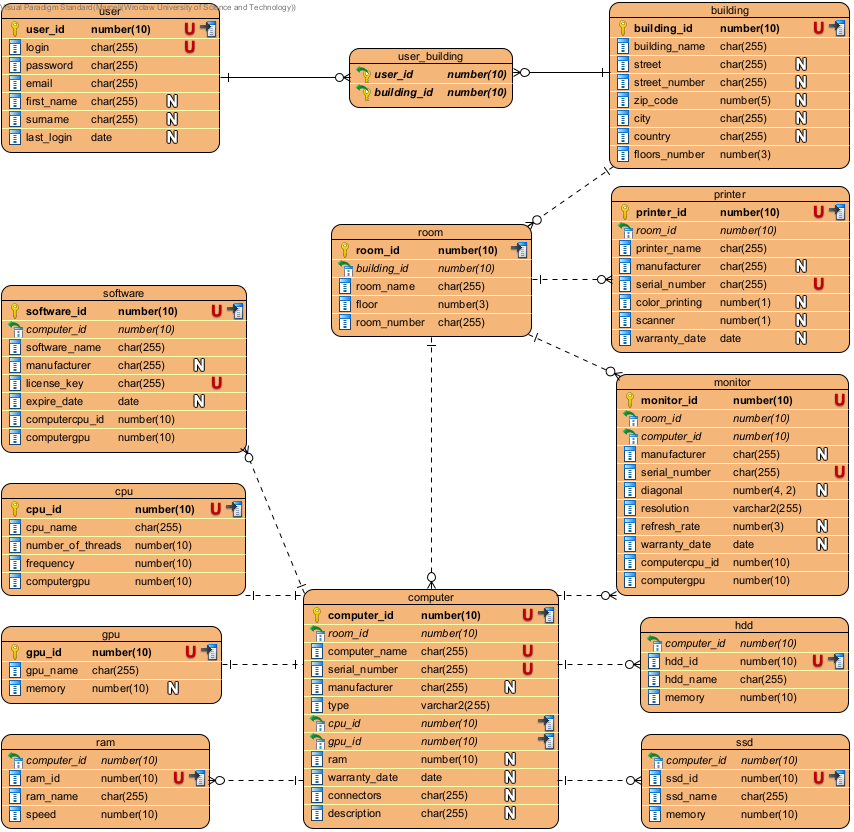 Visual Paradigm Standard(Marcel(Wroclaw University of Science and Technology))
user
user_id number(10) U
login char(255) U
password char(255)
email char(255)
first_name char(255) N
surname char(255) N
last_login date N
user_building
user_id number(10)
building_id number(10)
building
building_id number(10) U
building_name char(255)
street char(255) N
street_number char(255) N
zip_code number(5) N
city char(255) N
country char(255) N
floors_number number(3)
printer
printer_id number(10) U
room_id number(10)
printer_name char(255)
manufacturer char(255) N
serial_number char(255) U
color_printing number(1) N
scanner number(1) N
warranty_date date N
room
room_id number(10)
building_id number(10)
room_name char(255)
floor number(3)
room_number char(255)
software
software_id number(10) U
computer_id number(10)
software_name char(255)
manufacturer char(255) N
license_key char(255) U
expire_date date N
computercpu_id number(10)
computergpu number(10)
monitor
monitor_id number(10) U
room_id number(10)
computer_id number(10)
manufacturer char(255) N
serial_number char(255) U
diagonal number(4, 2) N
resolution varchar2(255)
refresh_rate number(3) N
warranty_date date N
computercpu_id number(10)
computergpu number(10)
cpu
cpu_id number(10) U
cpu_name char(255)
number_of_threads number(10)
frequency number(10)
computergpu number(10)
computer
computer_id number(10) U
room_id number(10)
computer_name char(255) U
serial_number char(255) U
manufacturer char(255) N
type varchar2(255)
cpu_id number(10)
gpu_id number(10)
ram number(10) N
warranty_date date N
connectors char(255) N
description char(255) N
gpu
gpu_id number(10) U
gpu_name char(255)
memory number(10) N
hdd
computer_id number(10)
hdd_id number(10) U
hdd_name char(255)
memory number(10)
ram
computer_id number(10)
ram_id number(10) U
ram_name char(255)
speed number(10)
ssd
computer_id number(10)
ssd_id number(10) U
ssd_name char(255)
memory number(10)